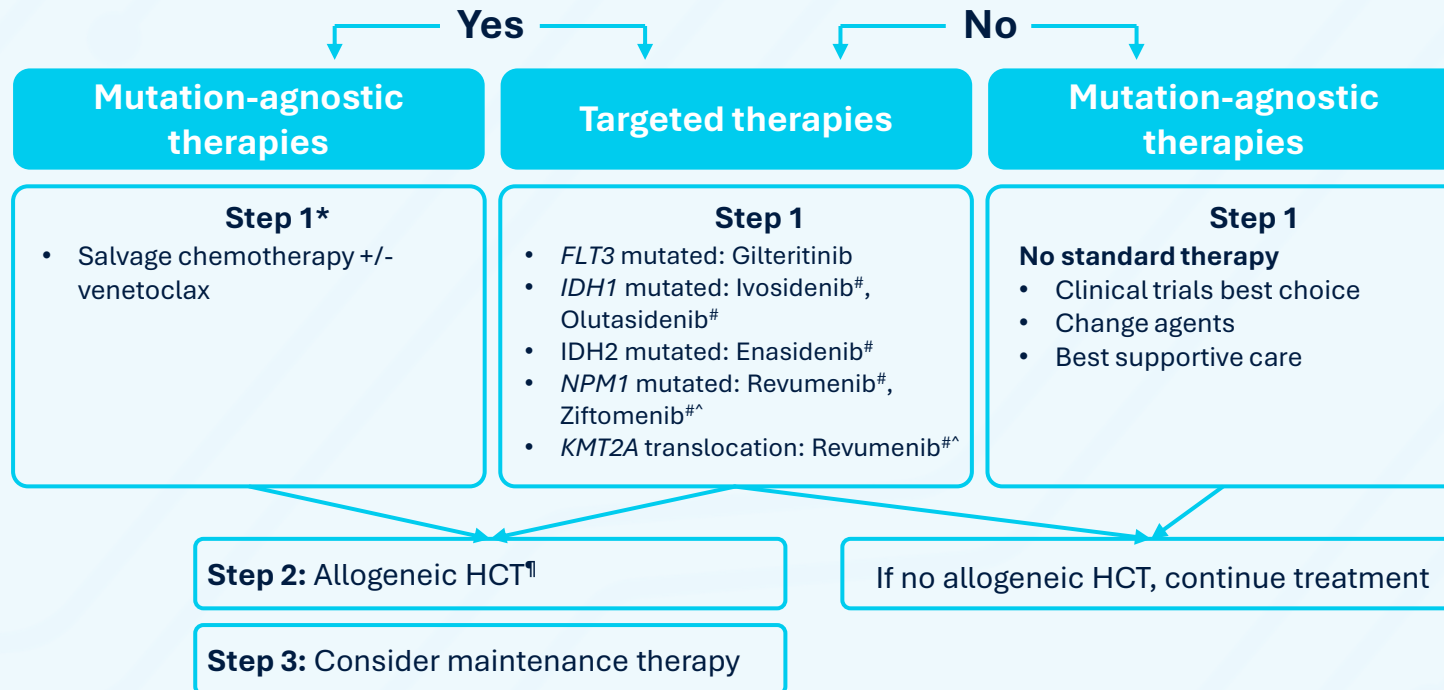 Yes
No
Mutation-agnostic
therapies
Targeted therapies
Mutation-agnostic
therapies
Step 1*
• Salvage chemotherapy +/-
venetoclax
Step 1
• FLT3 mutated: Gilteritinib
• IDH1 mutated: Ivosidenib#,
Olutasidenib#
• IDH2 mutated: Enasidenib#
• NPM1 mutated: Revumenib#,
Ziftomenib#^
• KMT2A translocation: Revumenib#^
Step 1
No standard therapy
• Clinical trials best choice
• Change agents
• Best supportive care
Step 2: Allogeneic HCT¶
If no allogeneic HCT, continue treatment
Step 3: Consider maintenance therapy